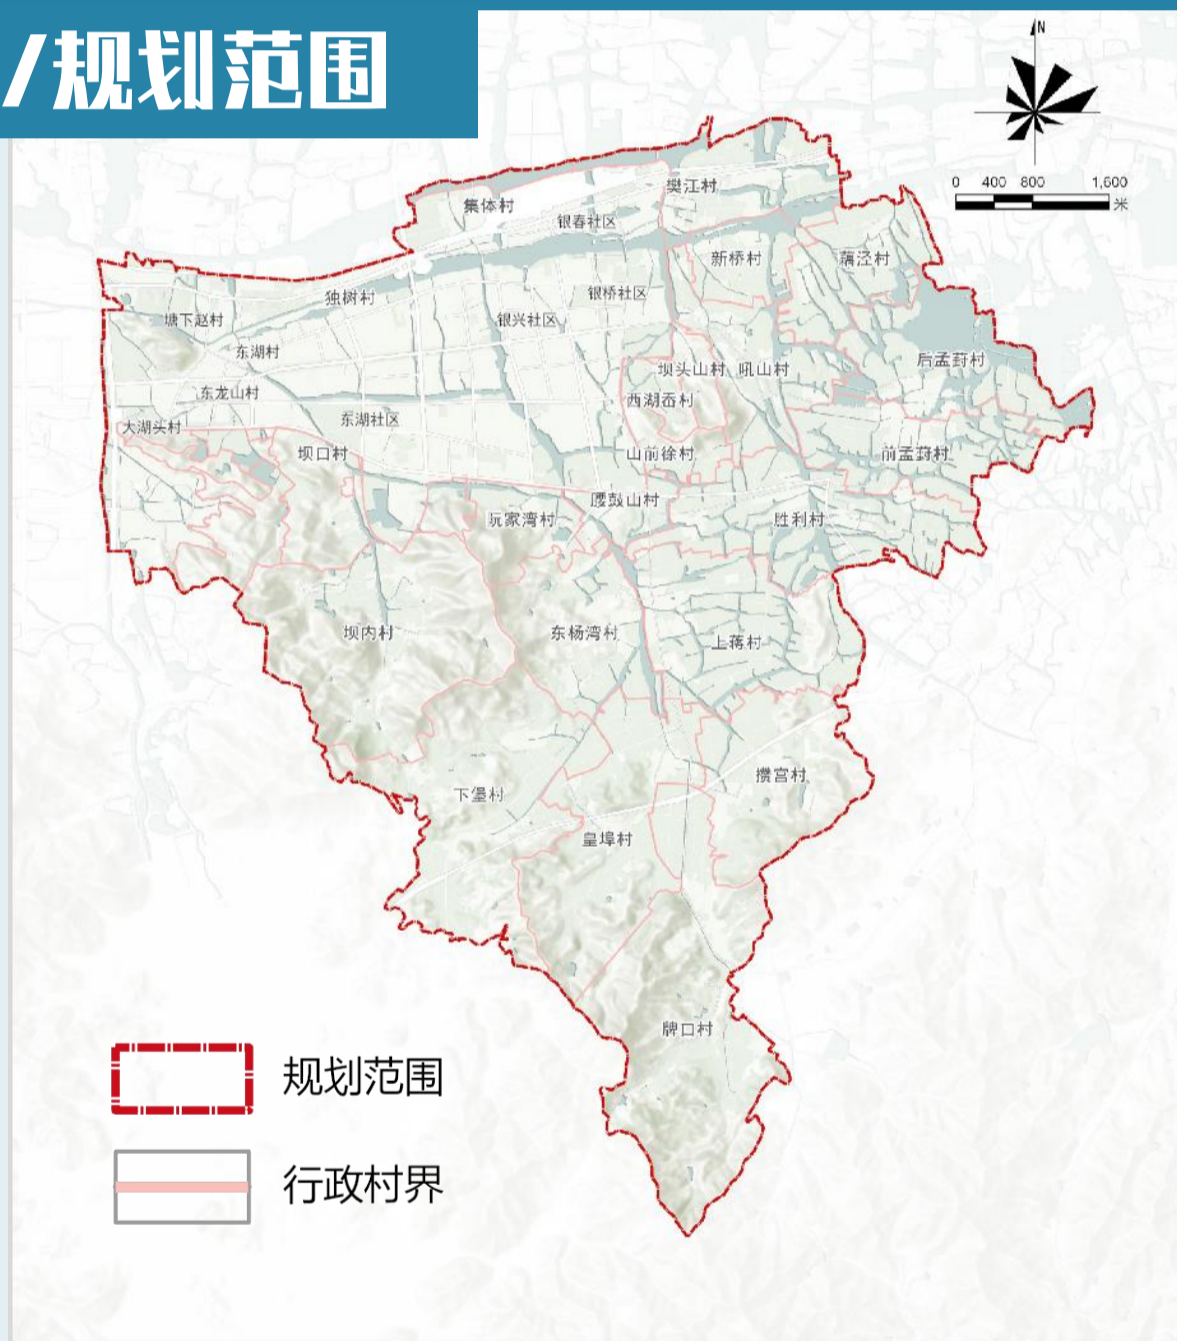 /规划范围
N
0 400 800 1,600
米
樊江村
集体村
银春社区
新桥村
藕泾村
独树村
银桥社区
塘下赵村
银兴社区
东湖村
后孟葑村
坝头山村 吼山村
东龙山村
西湖岙村
东湖社区
大湖头村
坝口村
山前徐村
前孟葑村
腰鼓山村
阮家湾村
胜利村
坝内村
东杨湾村
上蒋村
攒宫村
下堡村
皇埠村
牌口村
规划范围
行政村界